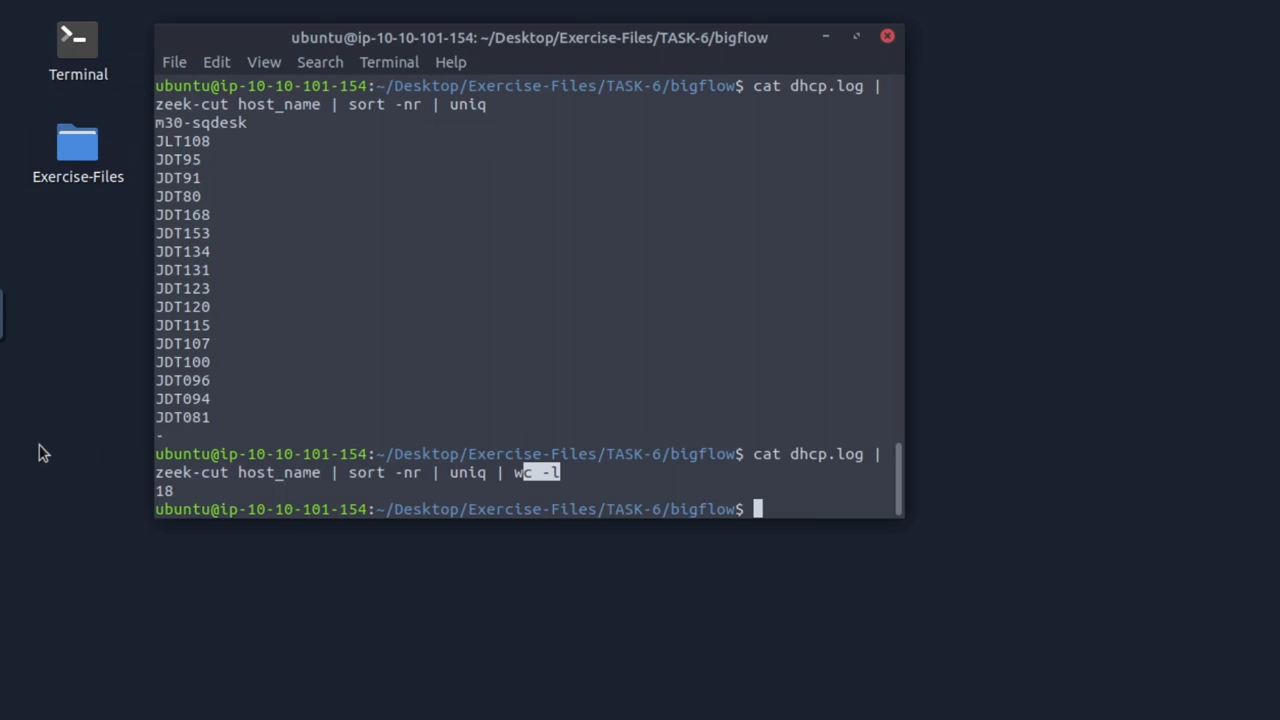 Terminal
Exercise-Files
ubuntu@ip-10-10-101-154: ~/Desktop/Exercise-Files/TASK-6/bigflow
File Edit View Search Terminal Help
ubuntu@ip-10-10-101-154:~/Desktop/Exercise-Files/TASK-6/bigflow$ cat dhcp.log |
zeek-cut host_name | sort -nr | uniq
m30-sqdesk
JLT108
JDT95
JDT91
JDT80
JDT168
JDT153
JDT134
JDT131
JDT123
JDT120
JDT115
JDT107
JDT100
JDT096
JDT094
JDT081
-
ubuntu@ip-10-10-101-154:~/Desktop/Exercise-Files/TASK-6/bigflow$ cat dhcp.log |
zeek-cut host_name | sort -nr | uniq | wc -l
18
ubuntu@ip-10-10-101-154:~/Desktop/Exercise-Files/TASK-6/bigflow$